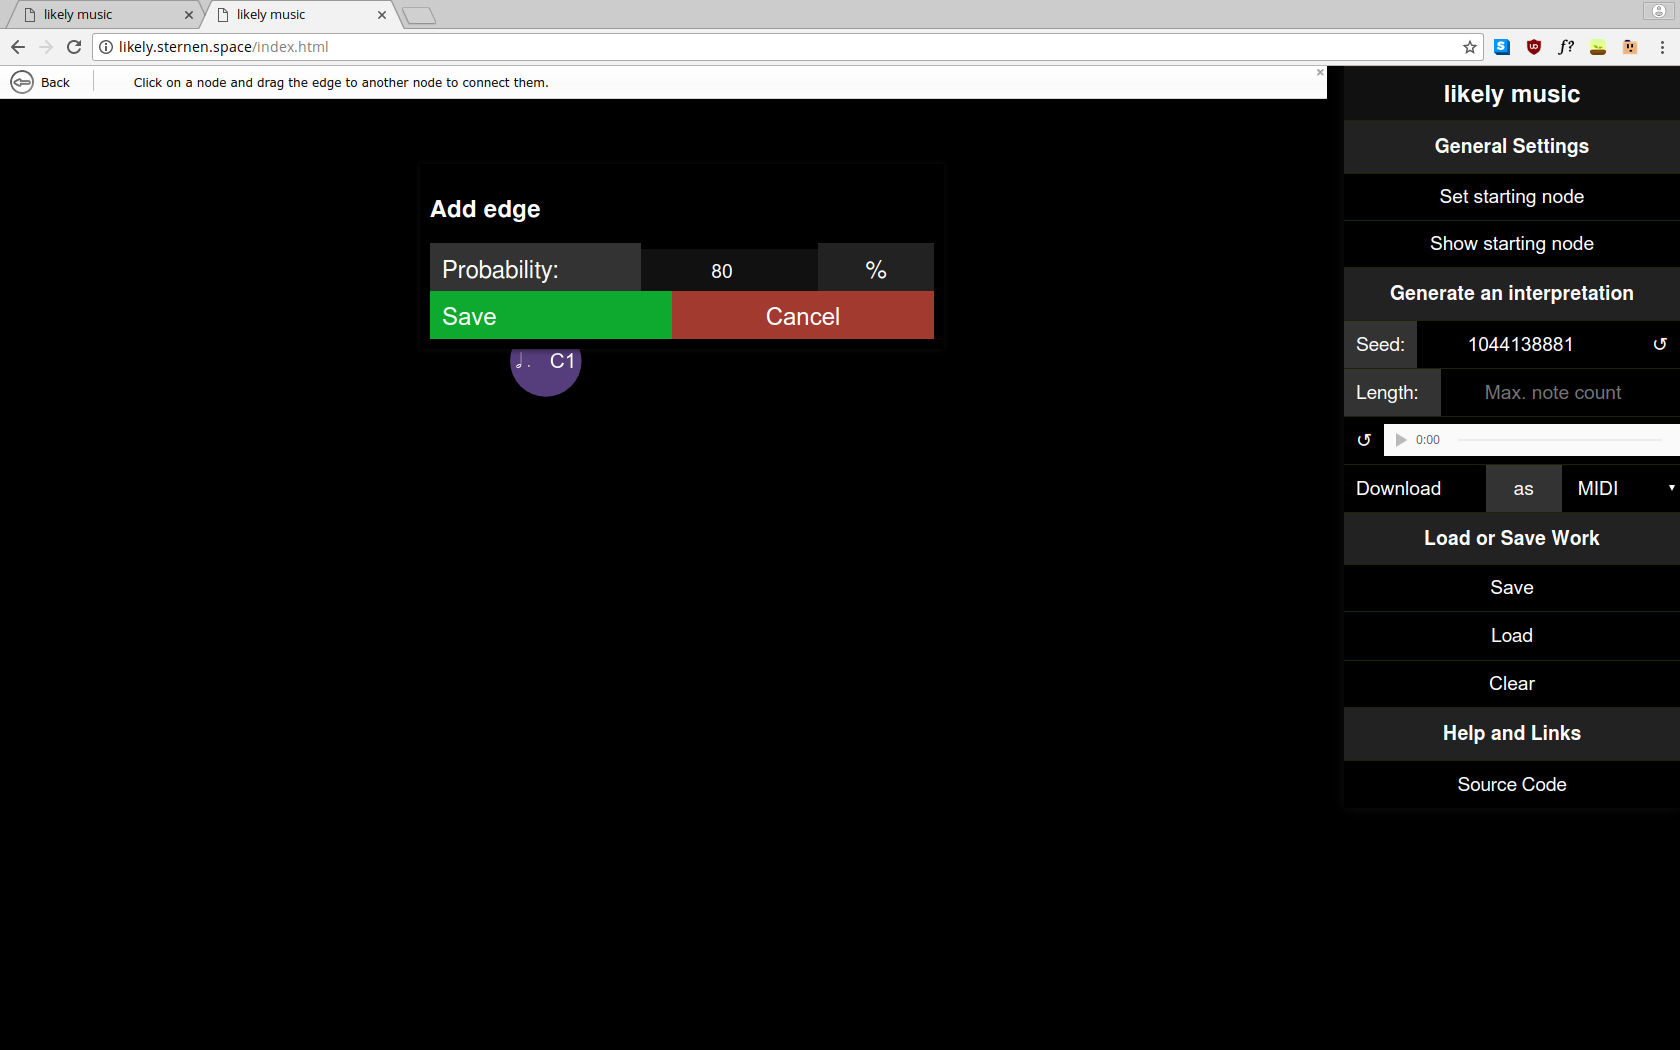 likely music
likely music
likely.sternen.space/index.html
Back
Click on a node and drag the edge to another node to connect them.
Add edge
Probability: 80 %
Save Cancel
C1
likely music
General Settings
Set starting node
Show starting node
Generate an interpretation
Seed: 1044138881
Length: Max. note count
0:00
Download as MIDI
Load or Save Work
Save
Load
Clear
Help and Links
Source Code